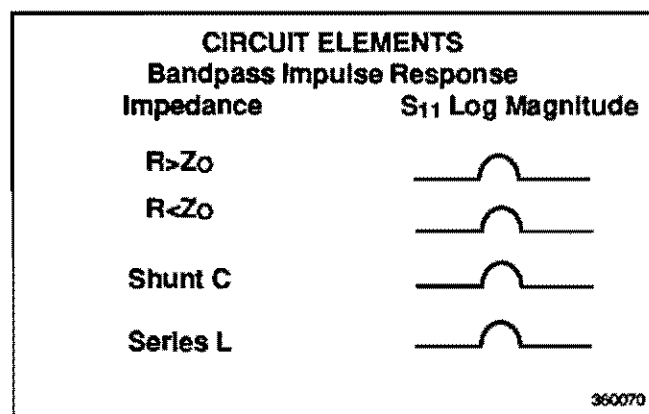 CIRCUIT ELEMENTS
Bandpass Impulse Response
Impedance S₁₁ Log Magnitude
R>ZO
R<ZO
Shunt C
Series L
360070